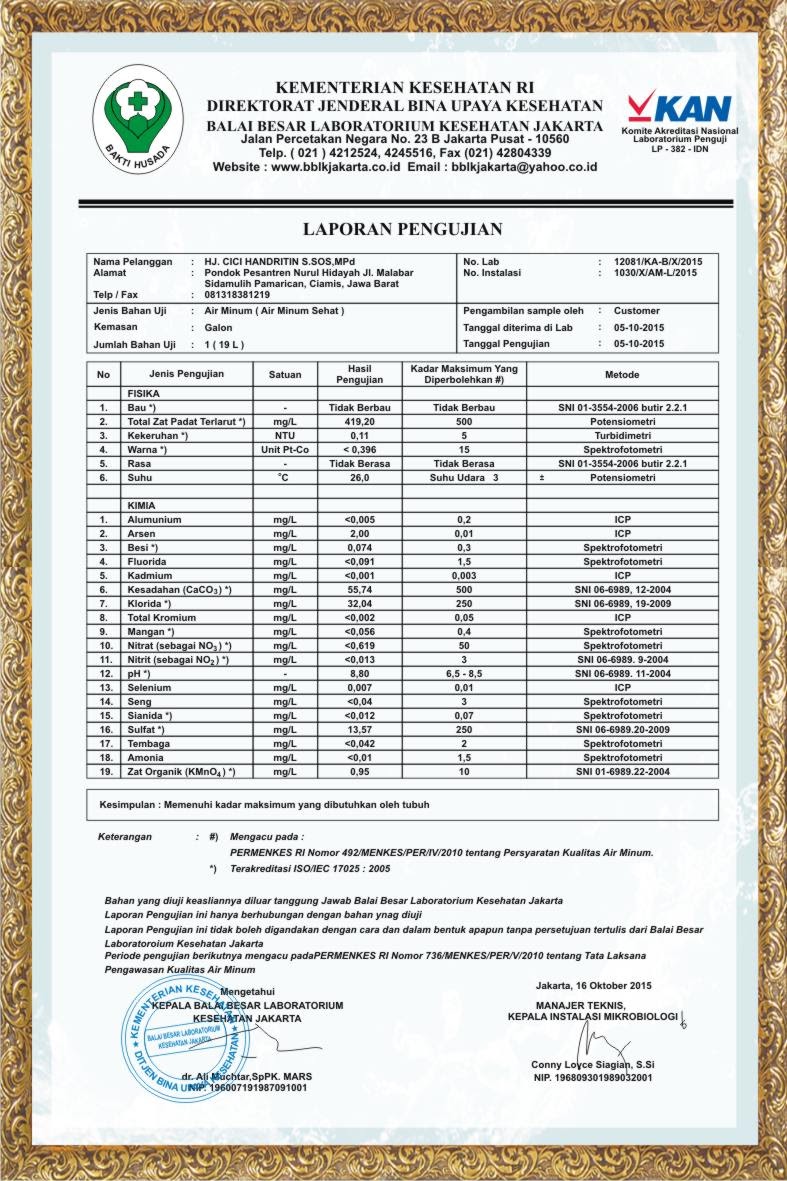 KEMENTERIAN KESEHATAN RI
DIREKTORAT JENDERAL BINA UPAYA KESEHATAN
BALAI BESAR LABORATORIUM KESEHATAN JAKARTA
Jalan Percetakan Negara No. 23 B Jakarta Pusat - 10560
Telp. ( 021 ) 4212524, 4245516, Fax (021) 42804339
Website : www.bblkjakarta.co.id Email : bblkjakarta@yahoo.co.id
BAKTI HUSADA
KAN
Komite Akreditasi Nasional
Laboratorium Penguji
LP - 382 - IDN
LAPORAN PENGUJIAN
Nama Pelanggan : HJ. CICI HANDRITIN S.SOS,MPd
Alamat : Pondok Pesantren Nurul Hidayah Jl. Malabar
Sidamulih Pamarican, Ciamis, Jawa Barat
Telp / Fax : 081318381219
No. Lab : 12081/KA-B/X/2015
No. Instalasi : 1030/X/AM-L/2015
Jenis Bahan Uji : Air Minum ( Air Minum Sehat )
Kemasan : Galon
Jumlah Bahan Uji : 1 ( 19 L )
Pengambilan sample oleh : Customer
Tanggal diterima di Lab : 05-10-2015
Tanggal Pengujian : 05-10-2015
No Jenis Pengujian Satuan Hasil Pengujian Kadar Maksimum Yang Diperbolehkan #) Metode
FISIKA
1. Bau *) - Tidak Berbau Tidak Berbau SNI 01-3554-2006 butir 2.2.1
2. Total Zat Padat Terlarut *) mg/L 419,20 500 Potensiometri
3. Kekeruhan *) NTU 0,11 5 Turbidimetri
4. Warna *) Unit Pt-Co < 0,396 15 Spektrofotometri
5. Rasa - Tidak Berasa Tidak Berasa SNI 01-3554-2006 butir 2.2.1
6. Suhu °C 26,0 Suhu Udara 3 ± Potensiometri
KIMIA
1. Alumunium mg/L <0,005 0,2 ICP
2. Arsen mg/L 2,00 0,01 ICP
3. Besi *) mg/L 0,074 0,3 Spektrofotometri
4. Fluorida mg/L <0,091 1,5 Spektrofotometri
5. Kadmium mg/L <0,001 0,003 ICP
6. Kesadahan (CaCO3) *) mg/L 55,74 500 SNI 06-6989, 12-2004
7. Klorida *) mg/L 32,04 250 SNI 06-6989, 19-2009
8. Total Kromium mg/L <0,002 0,05 ICP
9. Mangan *) mg/L <0,056 0,4 Spektrofotometri
10. Nitrat (sebagai NO3) *) mg/L <0,619 50 Spektrofotometri
11. Nitrit (sebagai NO2) *) mg/L <0,013 3 SNI 06-6989. 9-2004
12. pH *) - 8,80 6,5 - 8,5 SNI 06-6989. 11-2004
13. Selenium mg/L 0,007 0,01 ICP
14. Seng mg/L <0,04 3 Spektrofotometri
15. Sianida *) mg/L <0,012 0,07 Spektrofotometri
16. Sulfat *) mg/L 13,57 250 SNI 06-6989.20-2009
17. Tembaga mg/L <0,042 2 Spektrofotometri
18. Amonia mg/L <0,01 1,5 Spektrofotometri
19. Zat Organik (KMnO4) *) mg/L 0,95 10 SNI 01-6989.22-2004
Kesimpulan : Memenuhi kadar maksimum yang dibutuhkan oleh tubuh
Keterangan : #) Mengacu pada :
PERMENKES RI Nomor 492/MENKES/PER/IV/2010 tentang Persyaratan Kualitas Air Minum.
*) Terakreditasi ISO/IEC 17025 : 2005
Bahan yang diuji keasliannya diluar tanggung Jawab Balai Besar Laboratorium Kesehatan Jakarta
Laporan Pengujian ini hanya berhubungan dengan bahan ynag diuji
Laporan Pengujian ini tidak boleh digandakan dengan cara dan dalam bentuk apapun tanpa persetujuan tertulis dari Balai Besar
Laboratoroium Kesehatan Jakarta
Periode pengujian berikutnya mengacu padaPERMENKES RI Nomor 736/MENKES/PER/V/2010 tentang Tata Laksana
Pengawasan Kualitas Air Minum
Mengetahui
KEPALA BALAI BESAR LABORATORIUM
KESEHATAN JAKARTA
dr. Ali Muchtar,SpPK. MARS
NIP. 196007191987091001
KEMENTERIAN KESEHATAN
BALAI BESAR LABORATORIUM
KESEHATAN JAKARTA
DITJEN BINA UPAYA KESEHATAN
Jakarta, 16 Oktober 2015
MANAJER TEKNIS,
KEPALA INSTALASI MIKROBIOLOGI
Conny Loyce Siagian, S.Si
NIP. 196809301989032001